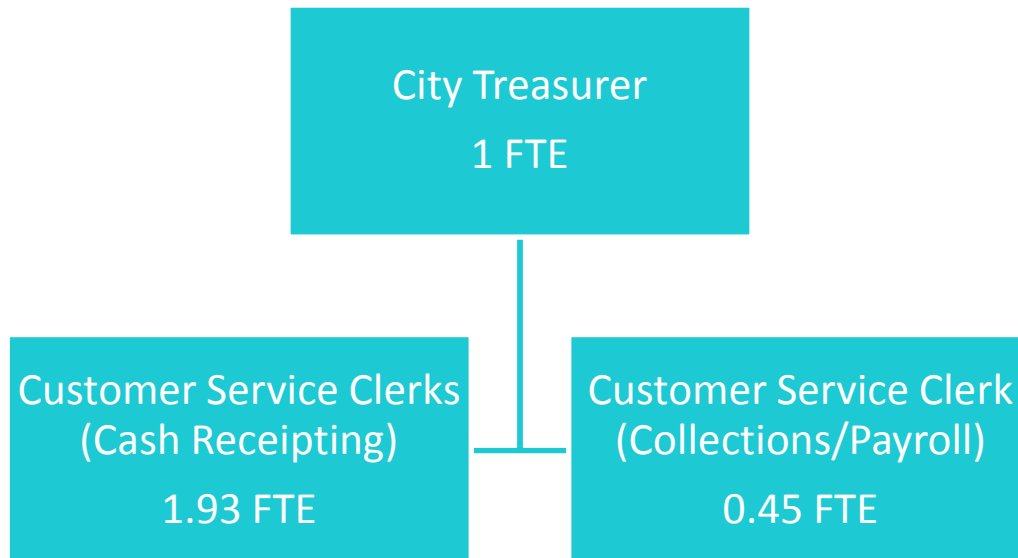 City Treasurer
1 FTE
Customer Service Clerks
(Cash Receipting)
1.93 FTE
Customer Service Clerk
(Collections/Payroll)
0.45 FTE